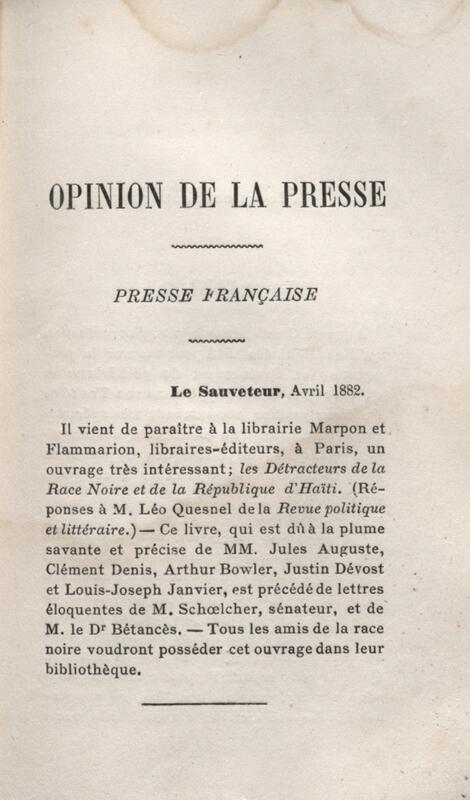 OPINION DE LA PRESSE
PRESSE FRANÇAISE
Le Sauveteur, Avril 1882.
Il vient de paraître à la librairie Marpon et
Flammarion, libraires-éditeurs, à Paris, un
ouvrage très intéressant; les Détracteurs de la
Race Noire et de la République d'Haïti. (Ré-
ponses à M. Léo Quesnel de la Revue politique
et littéraire.) — Ce livre, qui est dû à la plume
savante et précise de MM. Jules Auguste,
Clément Denis, Arthur Bowler, Justin Dévost
et Louis-Joseph Janvier, est précédé de lettres
éloquentes de M. Schœlcher, sénateur, et de
M. le Dr Bétancès. — Tous les amis de la race
noire voudront posséder cet ouvrage dans leur
bibliothèque.